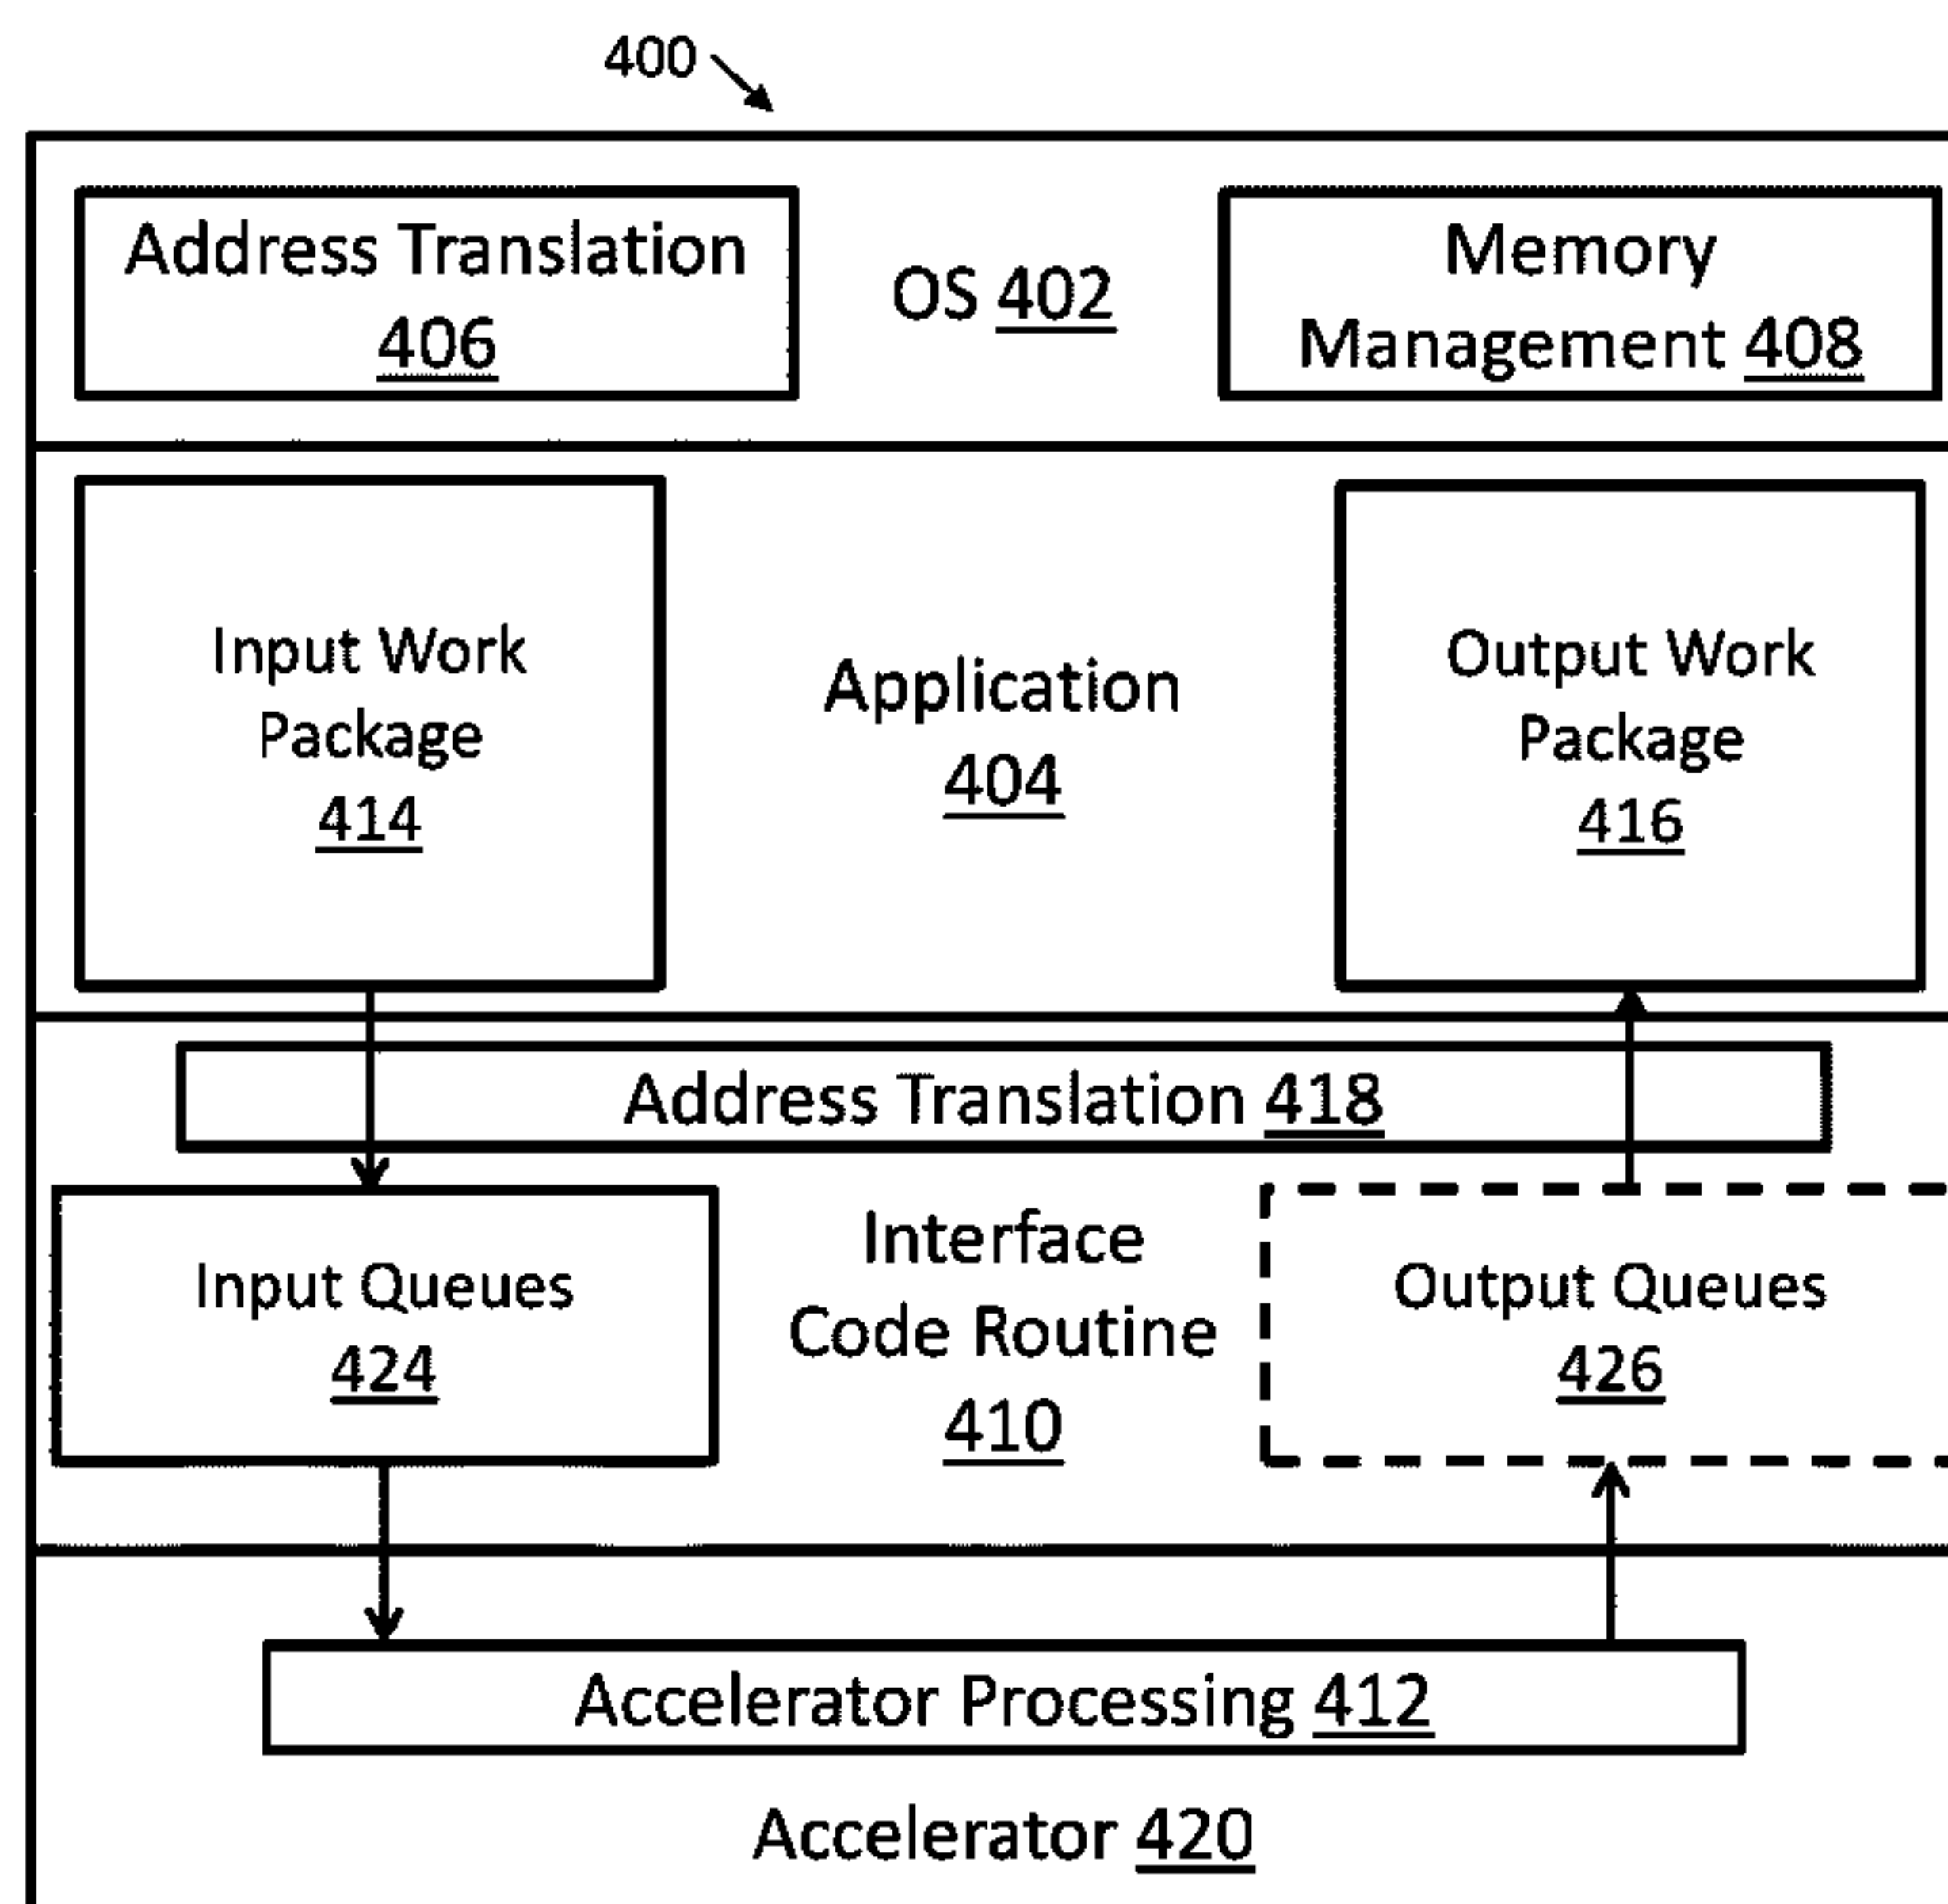 400
Address Translation
406
OS 402
Memory
Management 408
Input Work
Package
414
Application
404
Output Work
Package
416
Address Translation 418
Input Queues
424
Interface
Code Routine
410
Output Queues
426
Accelerator Processing 412
Accelerator 420